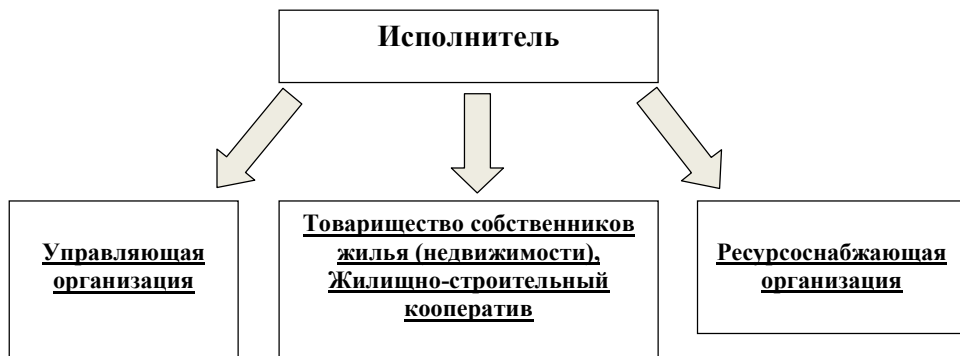 Исполнитель
Управляющая
организация
Товарищество собственников
жилья (недвижимости),
Жилищно-строительный
кооператив
Ресурсоснабжающая
организация